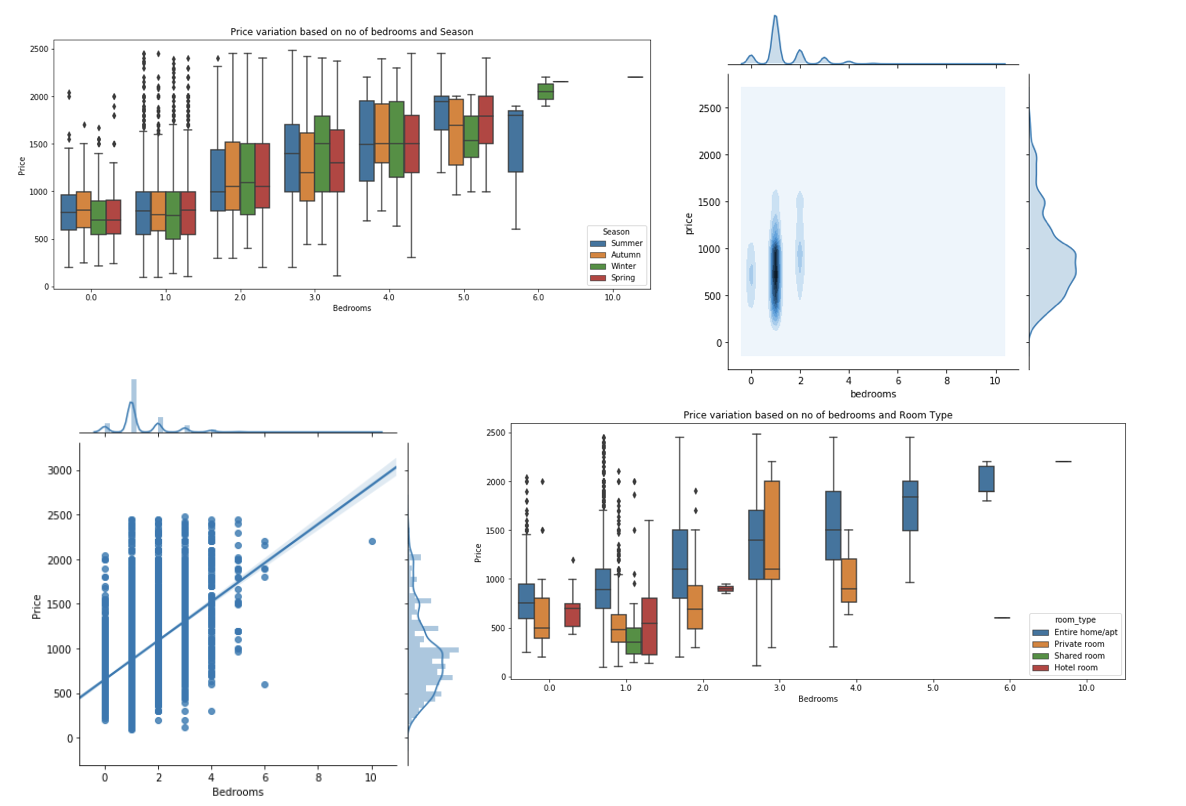 Price variation based on no of bedrooms and Season
2500
2000
1500
1000
500
0
Price
0.0 1.0 2.0 3.0 4.0 5.0 6.0 10.0
Bedrooms
Season
Summer
Autumn
Winter
Spring
2500
2000
1500
1000
500
0
price
0 2 4 6 8 10
bedrooms
3000
2500
2000
1500
1000
500
0
Price
0 2 4 6 8 10
Bedrooms
Price variation based on no of bedrooms and Room Type
2500
2000
1500
1000
500
0
Price
0.0 1.0 2.0 3.0 4.0 5.0 6.0 10.0
Bedrooms
room_type
Entire home/apt
Private room
Shared room
Hotel room